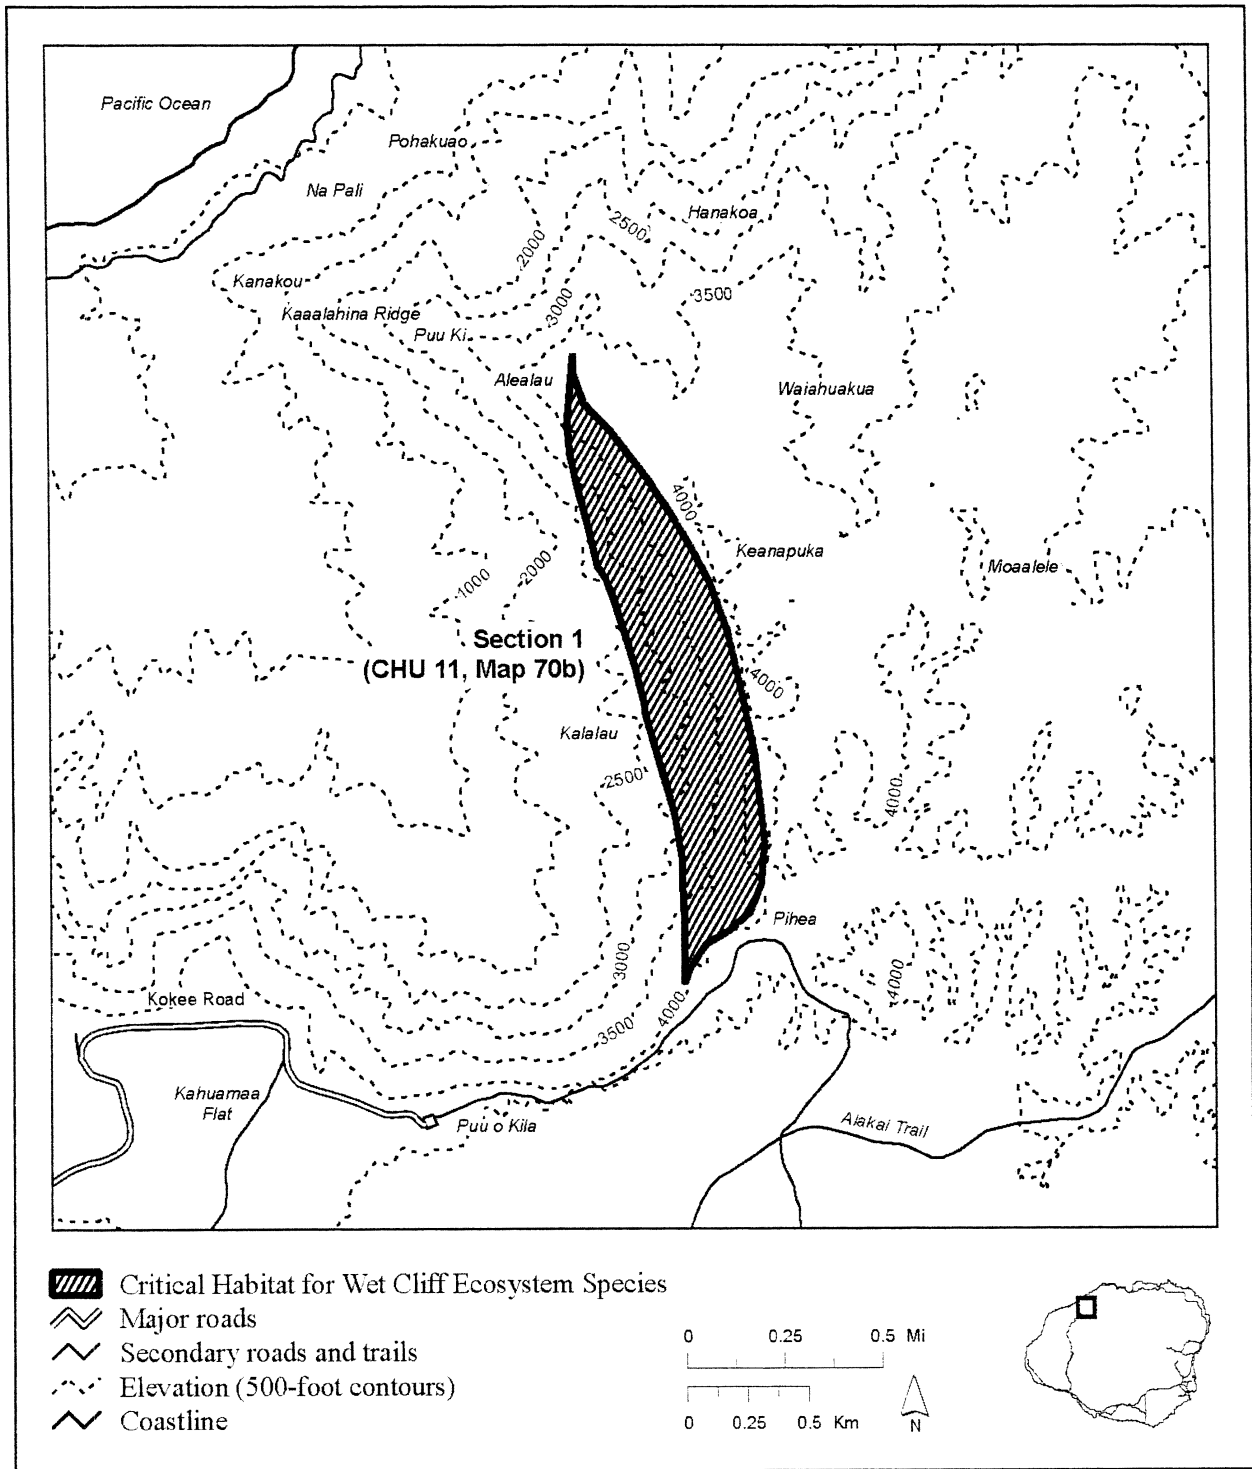 Pacific Ocean
Pohakuao
Na Pali
Hanakoa
2500
2000
Kanakou
3500
3000
Kaaalahina Ridge
Puu Ki
Alealau
Waiahuakua
4000
Keanapuka
Moaalele
2000
1000
Section 1
(CHU 11, Map 70b)
4000
Kalalau
2500
4000
Pihea
3000
4000
Kokee Road
4000
3500
Kahuamaa
Flat
Puu o Kila
Alakai Trail
Critical Habitat for Wet Cliff Ecosystem Species
Major roads
Secondary roads and trails
Elevation (500-foot contours)
Coastline
0 0.25 0.5 Mi
0 0.25 0.5 Km
N